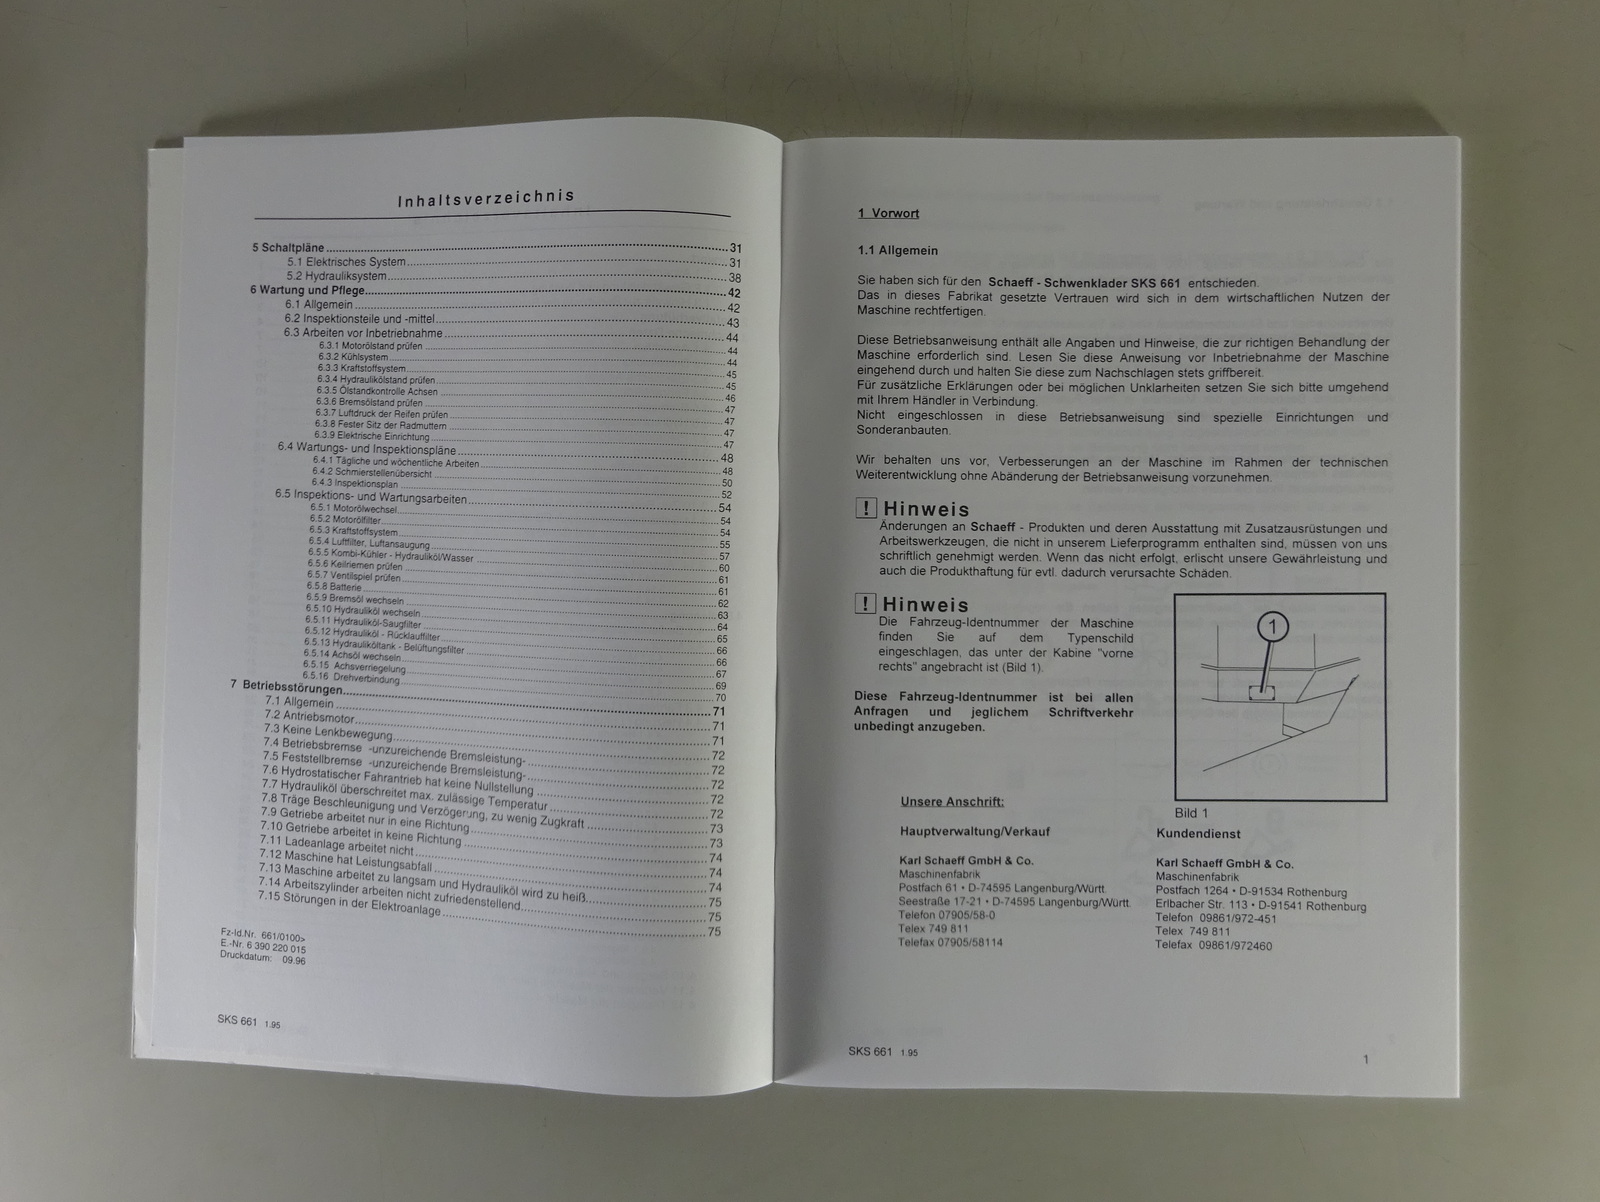 Inhaltsverzeichnis
5 Schaltpläne 31
5.1 Elektrisches System 31
5.2 Hydrauliksystem 38
6 Wartung und Pflege 42
6.1 Allgemein 42
6.2 Inspektionsteile und -mittel 43
6.3 Arbeiten vor Inbetriebnahme 44
6.3.1 Motorölstand prüfen 44
6.3.2 Kühlsystem 44
6.3.3 Kraftstoffsystem 45
6.3.4 Hydraulikölstand prüfen 45
6.3.5 Ölstandkontrolle Achsen 46
6.3.6 Bremsölstand prüfen 47
6.3.7 Luftdruck der Reifen prüfen 47
6.3.8 Fester Sitz der Radmuttern 47
6.3.9 Elektrische Einrichtung 47
6.4 Wartungs- und Inspektionspläne 48
6.4.1 Tägliche und wöchentliche Arbeiten 48
6.4.2 Schmierstellenübersicht 50
6.4.3 Inspektionsplan 52
6.5 Inspektions- und Wartungsarbeiten 54
6.5.1 Motorölwechsel 54
6.5.2 Motorölfilter 54
6.5.3 Kraftstoffsystem 55
6.5.4 Luftfilter, Luftansaugung 57
6.5.5 Kombi-Kühler - Hydrauliköl/Wasser 60
6.5.6 Keilriemen prüfen 61
6.5.7 Ventilspiel prüfen 61
6.5.8 Batterie 62
6.5.9 Bremsöl wechseln 63
6.5.10 Hydrauliköl wechseln 64
6.5.11 Hydrauliköl-Saugfilter 65
6.5.12 Hydrauliköl - Rücklauffilter 66
6.5.13 Hydrauliköltank - Belüftungsfilter 66
6.5.14 Achsöl wechseln 67
6.5.15 Achsverriegelung 69
6.5.16 Drehverbindung 70
7 Betriebsstörungen 71
7.1 Allgemein 71
7.2 Antriebsmotor 71
7.3 Keine Lenkbewegung 72
7.4 Betriebsbremse -unzureichende Bremsleistung- 72
7.5 Feststellbremse -unzureichende Bremsleistung- 72
7.6 Hydrostatischer Fahrantrieb hat keine Nullstellung 72
7.7 Hydrauliköl überschreitet max. zulässige Temperatur 72
7.8 Träge Beschleunigung und Verzögerung, zu wenig Zugkraft 73
7.9 Getriebe arbeitet nur in eine Richtung 73
7.10 Getriebe arbeitet in keine Richtung 74
7.11 Ladeanlage arbeitet nicht 74
7.12 Maschine hat Leistungsabfall 74
7.13 Maschine arbeitet zu langsam und Hydrauliköl wird zu heiß 75
7.14 Arbeitszylinder arbeiten nicht zufriedenstellend 75
7.15 Störungen in der Elektroanlage 75
Fz-Id.Nr. 661/0100>
E.-Nr. 6 390 220 015
Druckdatum: 09.96
SKS 661 1.95
1 Vorwort
1.1 Allgemein
Sie haben sich für den Schaeff - Schwenklader SKS 661 entschieden.
Das in dieses Fabrikat gesetzte Vertrauen wird sich in dem wirtschaftlichen Nutzen der
Maschine rechtfertigen.
Diese Betriebsanweisung enthält alle Angaben und Hinweise, die zur richtigen Behandlung der
Maschine erforderlich sind. Lesen Sie diese Anweisung vor Inbetriebnahme der Maschine
eingehend durch und halten Sie diese zum Nachschlagen stets griffbereit.
Für zusätzliche Erklärungen oder bei möglichen Unklarheiten setzen Sie sich bitte umgehend
mit Ihrem Händler in Verbindung.
Nicht eingeschlossen in diese Betriebsanweisung sind spezielle Einrichtungen und
Sonderanbauten.
Wir behalten uns vor, Verbesserungen an der Maschine im Rahmen der technischen
Weiterentwicklung ohne Abänderung der Betriebsanweisung vorzunehmen.
! Hinweis
Änderungen an Schaeff - Produkten und deren Ausstattung mit Zusatzausrüstungen und
Arbeitswerkzeugen, die nicht in unserem Lieferprogramm enthalten sind, müssen von uns
schriftlich genehmigt werden. Wenn das nicht erfolgt, erlischt unsere Gewährleistung und
auch die Produkthaftung für evtl. dadurch verursachte Schäden.
! Hinweis
Die Fahrzeug-Identnummer der Maschine
finden Sie auf dem Typenschild
eingeschlagen, das unter der Kabine "vorne
rechts" angebracht ist (Bild 1).
Diese Fahrzeug-Identnummer ist bei allen
Anfragen und jeglichem Schriftverkehr
unbedingt anzugeben.
1
Bild 1
Unsere Anschrift:
Hauptverwaltung/Verkauf
Karl Schaeff GmbH & Co.
Maschinenfabrik
Postfach 61 • D-74595 Langenburg/Württ.
Seestraße 17-21 • D-74595 Langenburg/Württ.
Telefon 07905/58-0
Telex 749 811
Telefax 07905/58114
Kundendienst
Karl Schaeff GmbH & Co.
Maschinenfabrik
Postfach 1264 • D-91534 Rothenburg
Erlbacher Str. 113 • D-91541 Rothenburg
Telefon 09861/972-451
Telex 749 811
Telefax 09861/972460
SKS 661 1.95
1